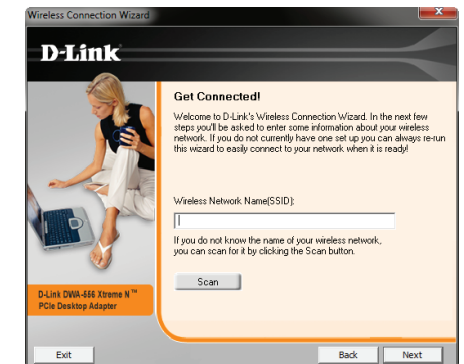 Wireless Connection Wizard
D-Link
Get Connected!
Welcome to D-Link's Wireless Connection Wizard. In the next few
steps you'll be asked to enter some information about your wireless
network. If you do not currently have one set up you can always re-run
this wizard to easily connect to your network when it is ready!
Wireless Network Name(SSID):
If you do not know the name of your wireless network,
you can scan for it by clicking the Scan button.
Scan
D-Link DWA-556 Xtreme N™
PCIe Desktop Adapter
Exit
Back
Next